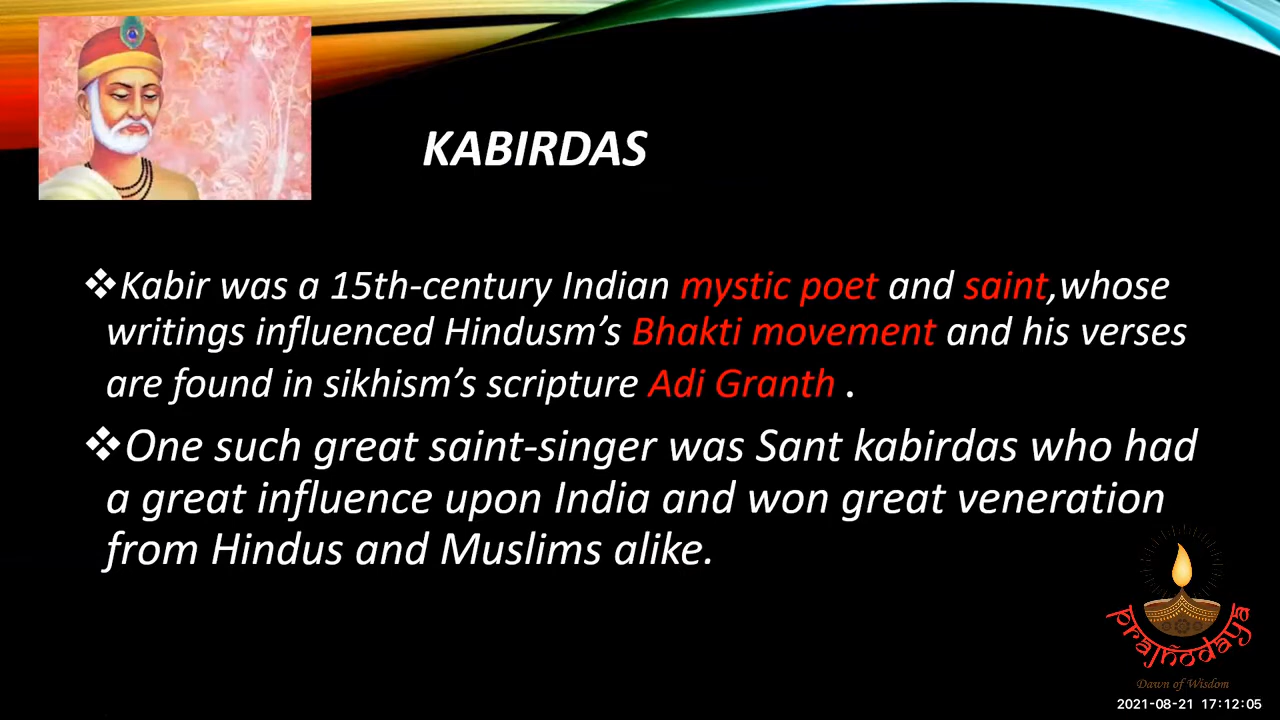 KABIRDAS
❖Kabir was a 15th-century Indian mystic poet and saint,whose
writings influenced Hindusm’s Bhakti movement and his verses
are found in sikhism’s scripture Adi Granth .
❖One such great saint-singer was Sant kabirdas who had
a great influence upon India and won great veneration
from Hindus and Muslims alike.
prajñodaya
Dawn of Wisdom
2021-08-21 17:12:05